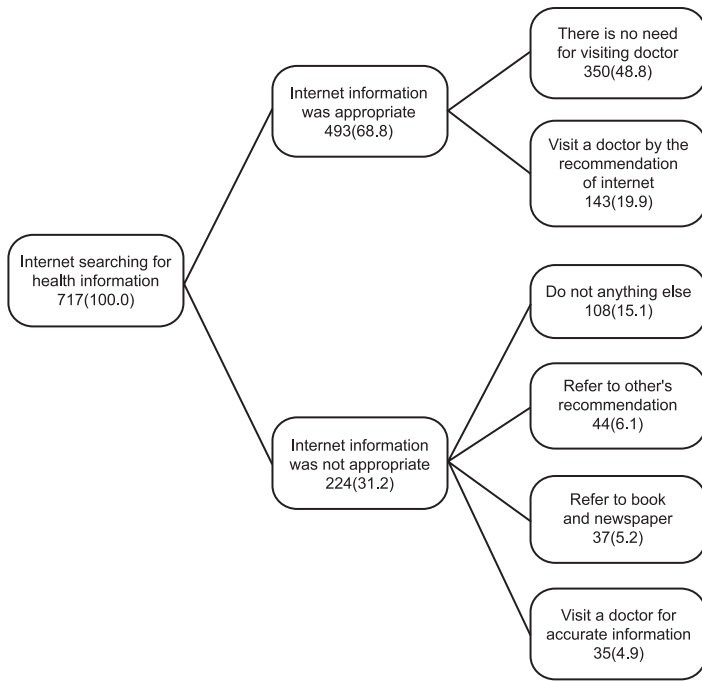 Internet searching for
health information
717(100.0)
Internet information
was appropriate
493(68.8)
There is no need
for visiting doctor
350(48.8)
Visit a doctor by the
recommendation
of internet
143(19.9)
Internet information
was not appropriate
224(31.2)
Do not anything else
108(15.1)
Refer to other's
recommendation
44(6.1)
Refer to book
and newspaper
37(5.2)
Visit a doctor for
accurate information
35(4.9)